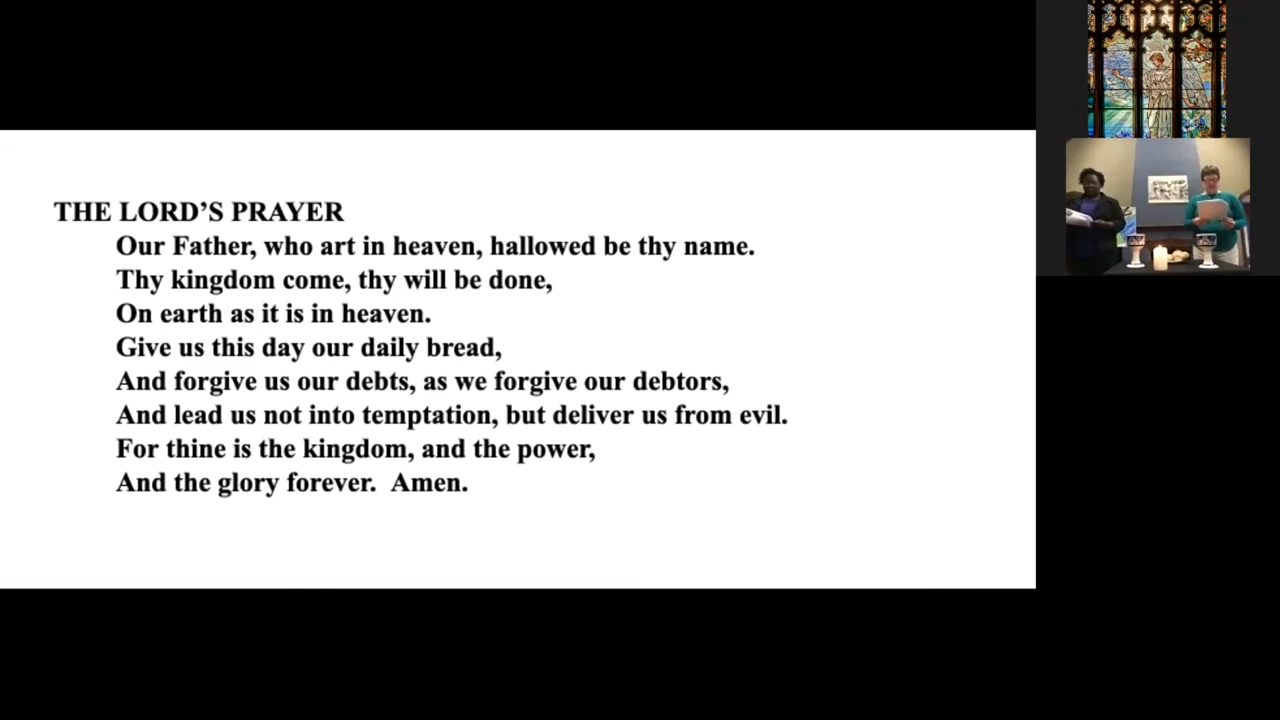 THE LORD’S PRAYER
Our Father, who art in heaven, hallowed be thy name.
Thy kingdom come, thy will be done,
On earth as it is in heaven.
Give us this day our daily bread,
And forgive us our debts, as we forgive our debtors,
And lead us not into temptation, but deliver us from evil.
For thine is the kingdom, and the power,
And the glory forever.  Amen.